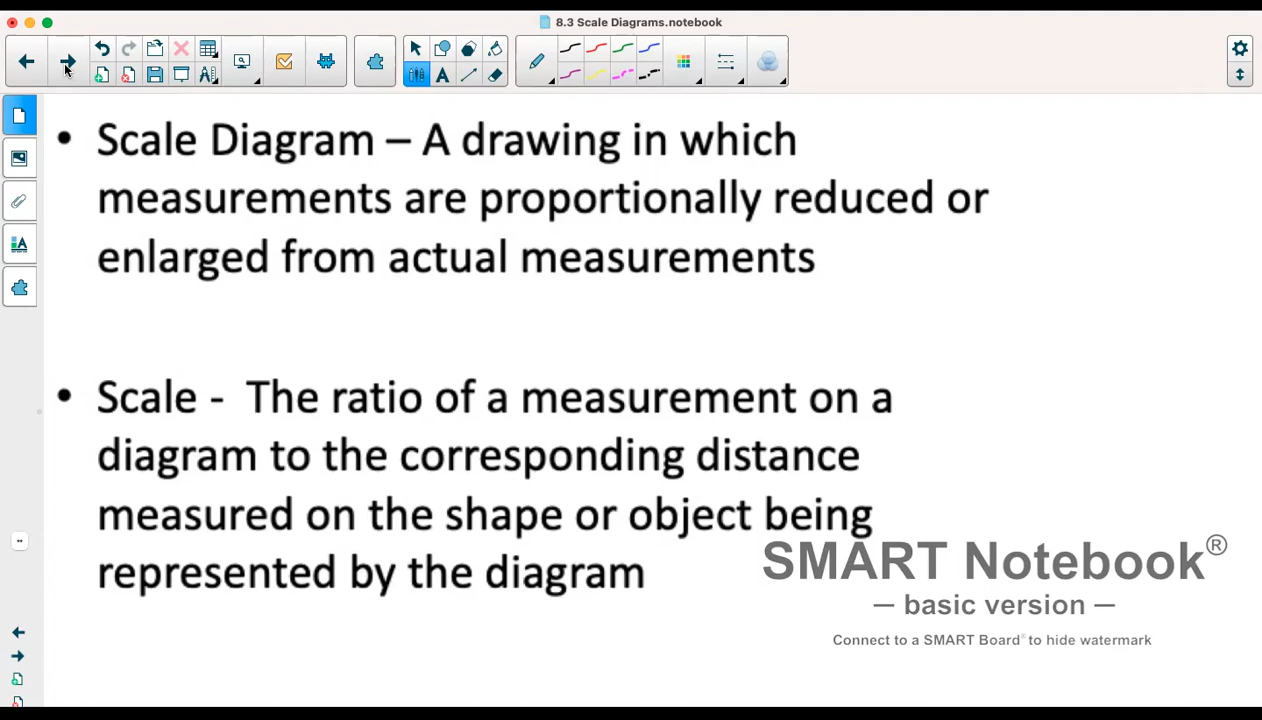 8.3 Scale Diagrams.notebook
• Scale Diagram – A drawing in which
measurements are proportionally reduced or
enlarged from actual measurements
• Scale - The ratio of a measurement on a
diagram to the corresponding distance
measured on the shape or object being
represented by the diagram
SMART Notebook®
— basic version —
Connect to a SMART Board® to hide watermark